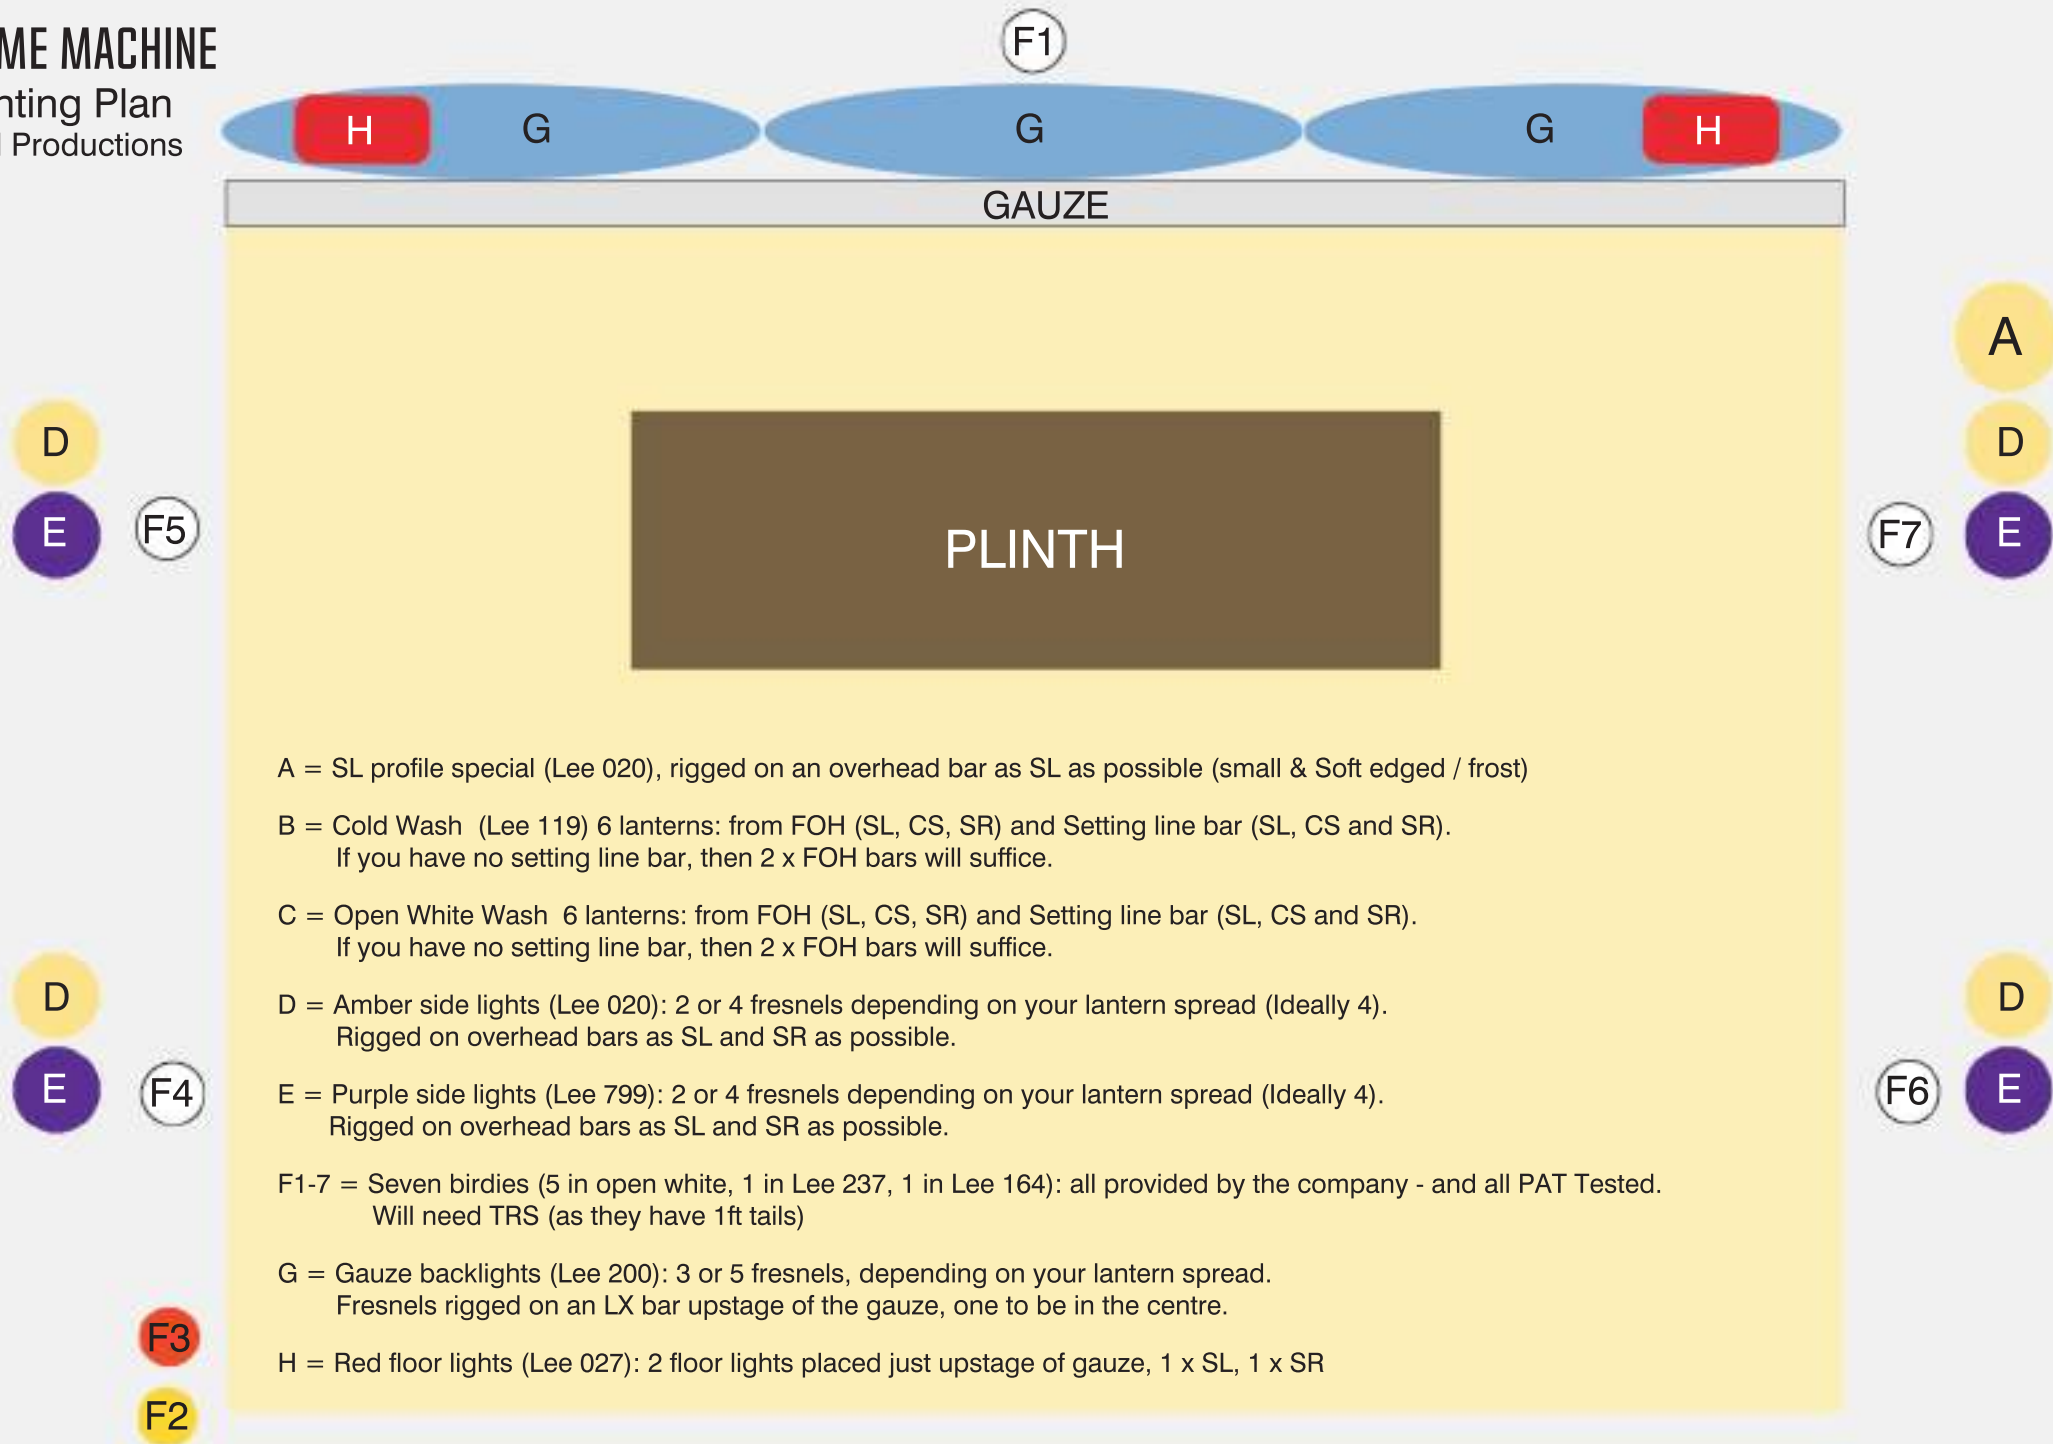 ME MACHINE
nting Plan
Productions
F1
H G G G H
GAUZE
A
D D
E F5 F7 E
PLINTH
A = SL profile special (Lee 020), rigged on an overhead bar as SL as possible (small & Soft edged / frost)
B = Cold Wash (Lee 119) 6 lanterns: from FOH (SL, CS, SR) and Setting line bar (SL, CS and SR).
If you have no setting line bar, then 2 x FOH bars will suffice.
C = Open White Wash 6 lanterns: from FOH (SL, CS, SR) and Setting line bar (SL, CS and SR).
If you have no setting line bar, then 2 x FOH bars will suffice.
D D
D = Amber side lights (Lee 020): 2 or 4 fresnels depending on your lantern spread (Ideally 4).
Rigged on overhead bars as SL and SR as possible.
E F4 F6 E
E = Purple side lights (Lee 799): 2 or 4 fresnels depending on your lantern spread (Ideally 4).
Rigged on overhead bars as SL and SR as possible.
F1-7 = Seven birdies (5 in open white, 1 in Lee 237, 1 in Lee 164): all provided by the company - and all PAT Tested.
Will need TRS (as they have 1ft tails)
G = Gauze backlights (Lee 200): 3 or 5 fresnels, depending on your lantern spread.
Fresnels rigged on an LX bar upstage of the gauze, one to be in the centre.
F3
H = Red floor lights (Lee 027): 2 floor lights placed just upstage of gauze, 1 x SL, 1 x SR
F2